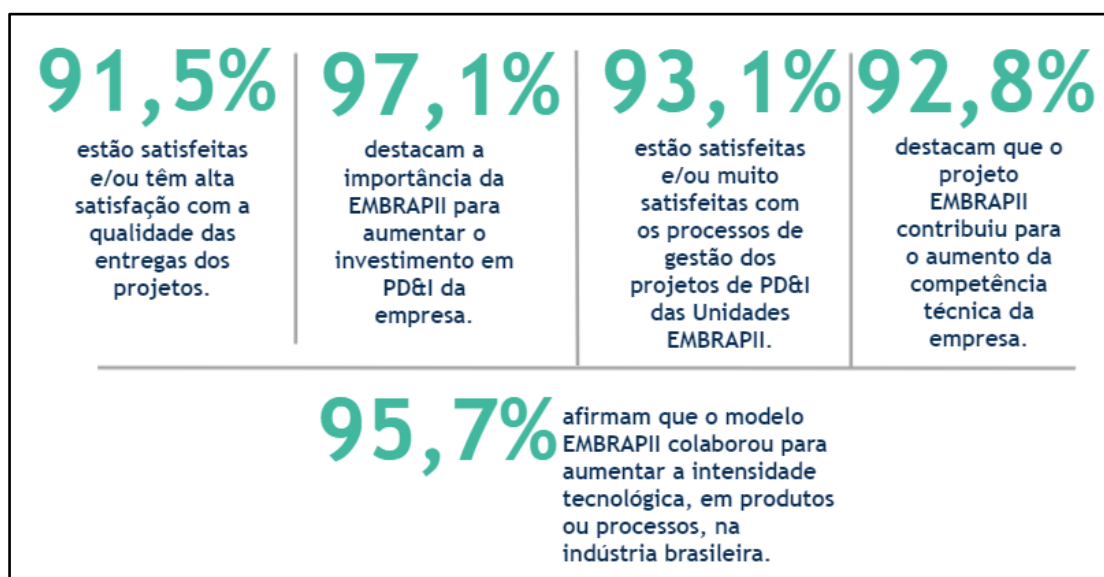 91,5%
estão satisfeitas
e/ou têm alta
satisfação com a
qualidade das
entregas dos
projetos.
97,1%
destacam a
importância da
EMBRAPII para
aumentar o
investimento em
PD&I da
empresa.
93,1%
estão satisfeitas
e/ou muito
satisfeitas com
os processos de
gestão dos
projetos de PD&I
das Unidades
EMBRAPII.
92,8%
destacam que o
projeto
EMBRAPII
contribuiu para
o aumento da
competência
técnica da
empresa.
95,7%
afirmam que o modelo
EMBRAPII colaborou para
aumentar a intensidade
tecnológica, em produtos
ou processos, na
indústria brasileira.